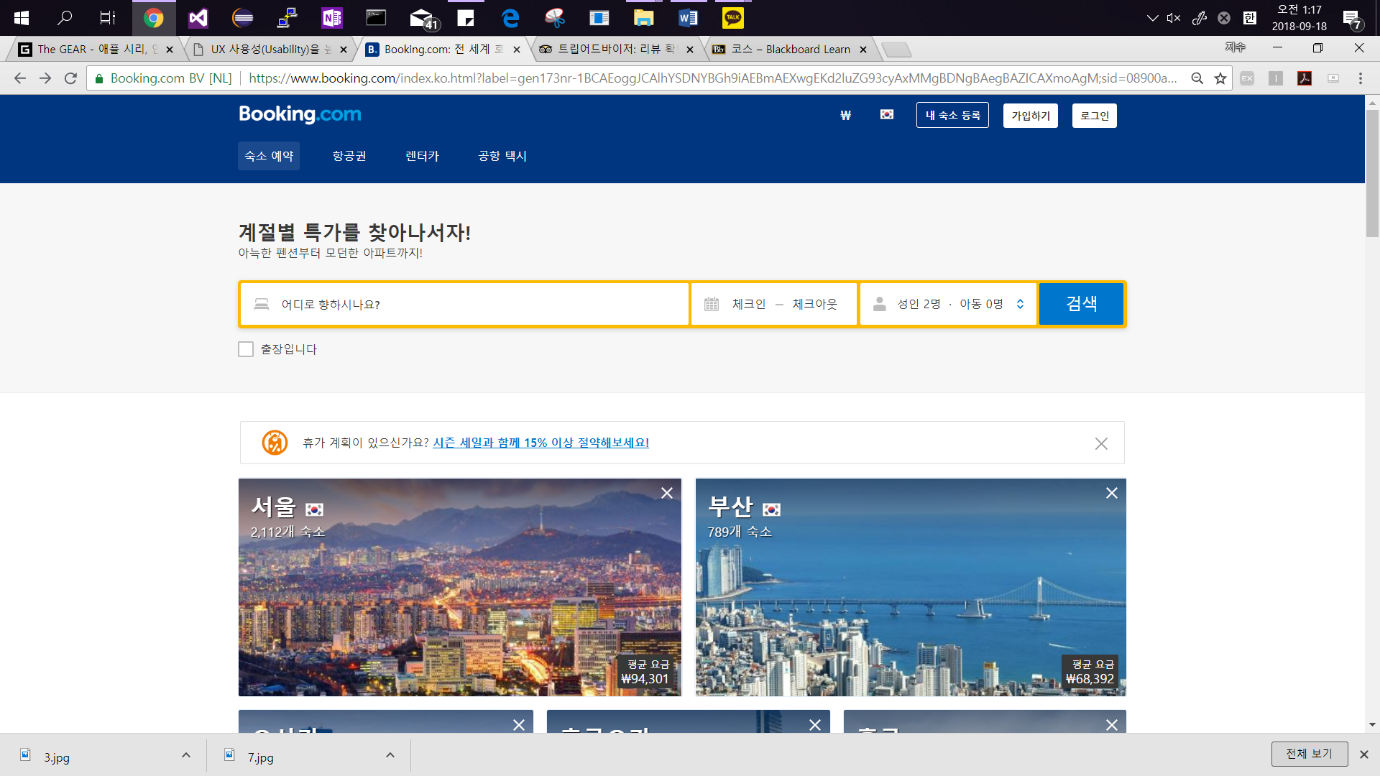 41
TALK
오전 1:17
한
2018-09-18
7
The GEAR - 애플 시리,
UX 사용성(Usability)을
Booking.com: 전 세계
트립어드바이저: 리뷰
코스 – Blackboard Learn
Booking.com BV [NL]
https://www.booking.com/index.ko.html?label=gen173nr-1BCAEoggJCAlhYSDNYBGh9iAEBmAEXwgEKd2luZG93cyAxMMgBDNgBAegBAZICAXmoAgM;sid=08900a...
Booking.com
₩
내 숙소 등록
가입하기
로그인
숙소 예약
항공권
렌터카
공항 택시
계절별 특가를 찾아나서자!
아늑한 펜션부터 모던한 아파트까지!
어디로 향하시나요?
체크인 — 체크아웃
성인 2명 · 아동 0명
검색
출장입니다
휴가 계획이 있으신가요? 시즌 세일과 함께 15% 이상 절약해보세요!
서울
2,112개 숙소
평균 요금
₩94,301
부산
789개 숙소
평균 요금
₩68,392
3.jpg
7.jpg
전체 보기